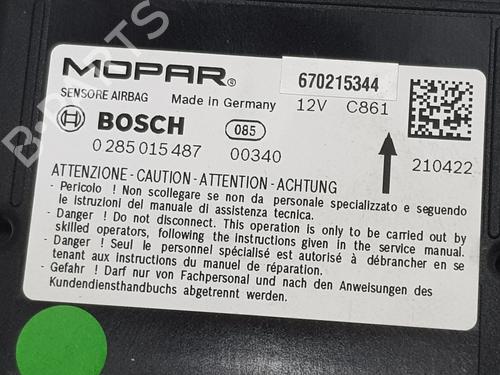 MOPAR®
670215344
SENSORE AIRBAG Made in Germany 12V C861
BOSCH
085
0 285 015 487 00340
210422
ATTENZIONE - CAUTION - ATTENTION - ACHTUNG
- Pericolo ! Non scollegare se non da personale specializzato e seguendo
le istruzioni del manuale di assistenza tecnica.
- Danger ! Do not disconnect. This operation is only to be carried out by
skilled operators, following the instructions given in the service manual.
- Danger ! Seul le personnel spécialisé est autorisé à débrancher en se
tenant aux instructions du manuel de réparation.
- Gefahr ! Darf nur von Fachpersonal und nach den Anweisungen des
Kundendiensthandbuchs abgetrennt werden.